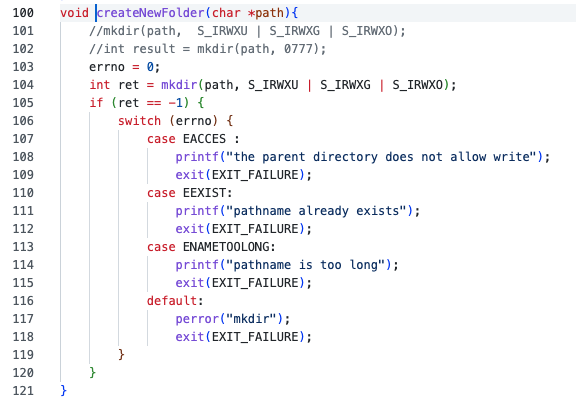 100 void createNewFolder(char *path){
101     //mkdir(path,  S_IRWXU | S_IRWXG | S_IRWXO);
102     //int result = mkdir(path, 0777);
103     errno = 0;
104     int ret = mkdir(path, S_IRWXU | S_IRWXG | S_IRWXO);
105     if (ret == -1) {
106         switch (errno) {
107             case EACCES :
108                 printf("the parent directory does not allow write");
109                 exit(EXIT_FAILURE);
110             case EEXIST:
111                 printf("pathname already exists");
112                 exit(EXIT_FAILURE);
113             case ENAMETOOLONG:
114                 printf("pathname is too long");
115                 exit(EXIT_FAILURE);
116             default:
117                 perror("mkdir");
118                 exit(EXIT_FAILURE);
119         }
120     }
121 }